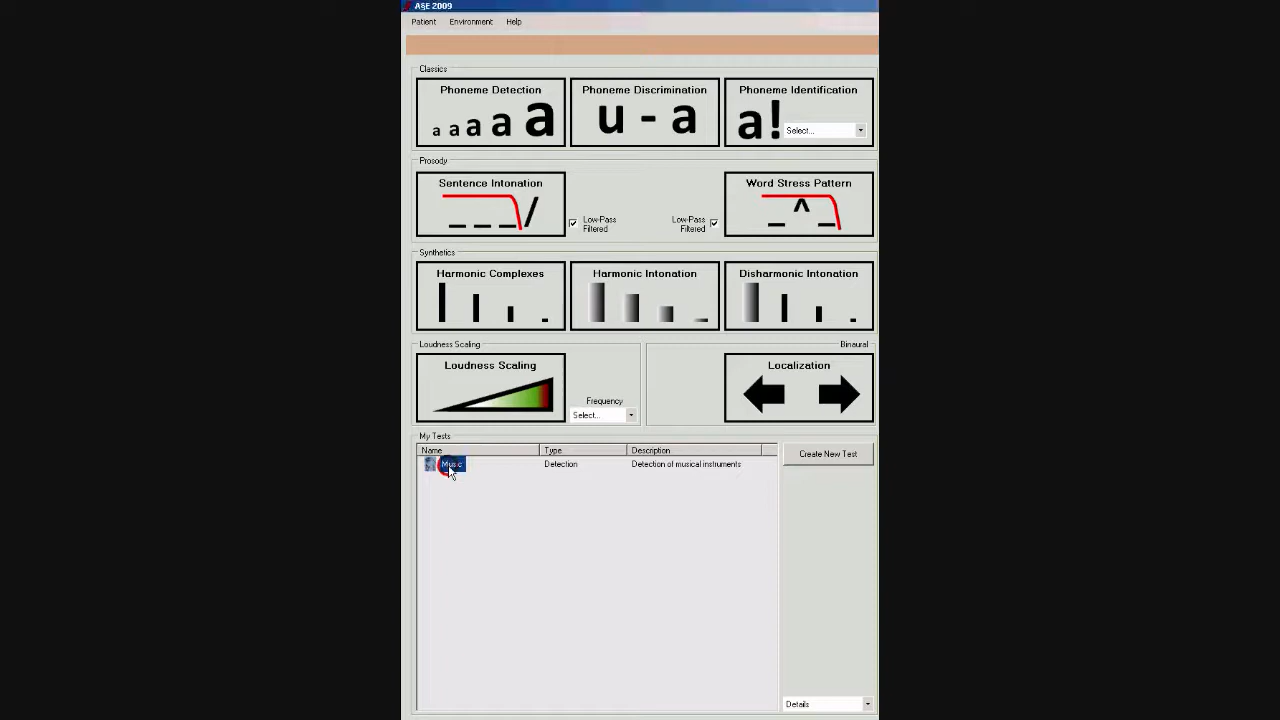 A§E 2009
Patient Environment Help
Classics
Phoneme Detection Phoneme Discrimination Phoneme Identification
a a a a a u - a a! Select...
Prosody
Sentence Intonation Word Stress Pattern
_ _ _ / Low-Pass Filtered Low-Pass Filtered _ ^ _
Synthetics
Harmonic Complexes Harmonic Intonation Disharmonic Intonation
Loudness Scaling Binaural
Loudness Scaling Localization
Frequency
Select...
My Tests
Name Type Description Create New Test
Music Detection Detection of musical instruments
Details